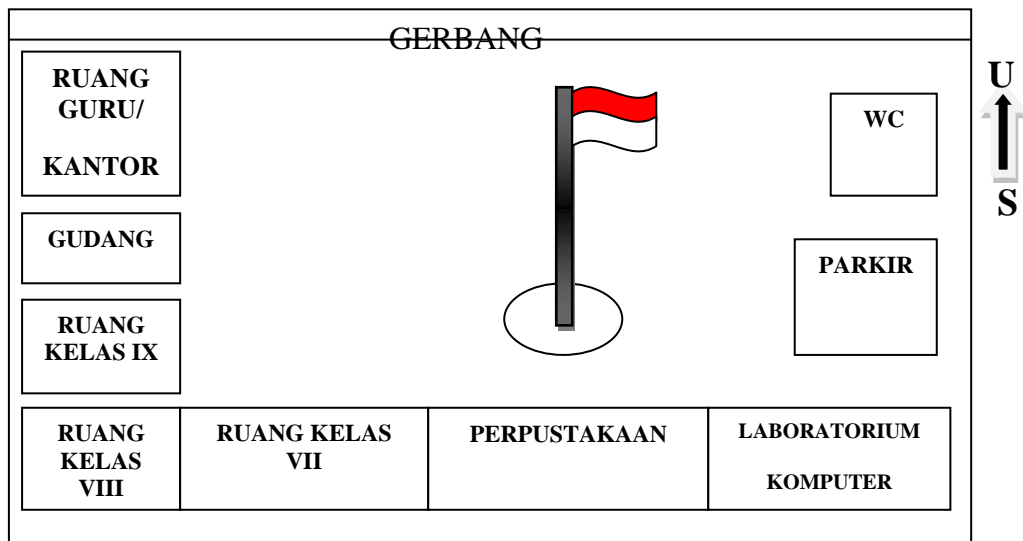 GERBANG
RUANG
GURU/
KANTOR
WC
U
S
GUDANG
PARKIR
RUANG
KELAS IX
RUANG
KELAS
VIII
RUANG KELAS
VII
PERPUSTAKAAN
LABORATORIUM
KOMPUTER